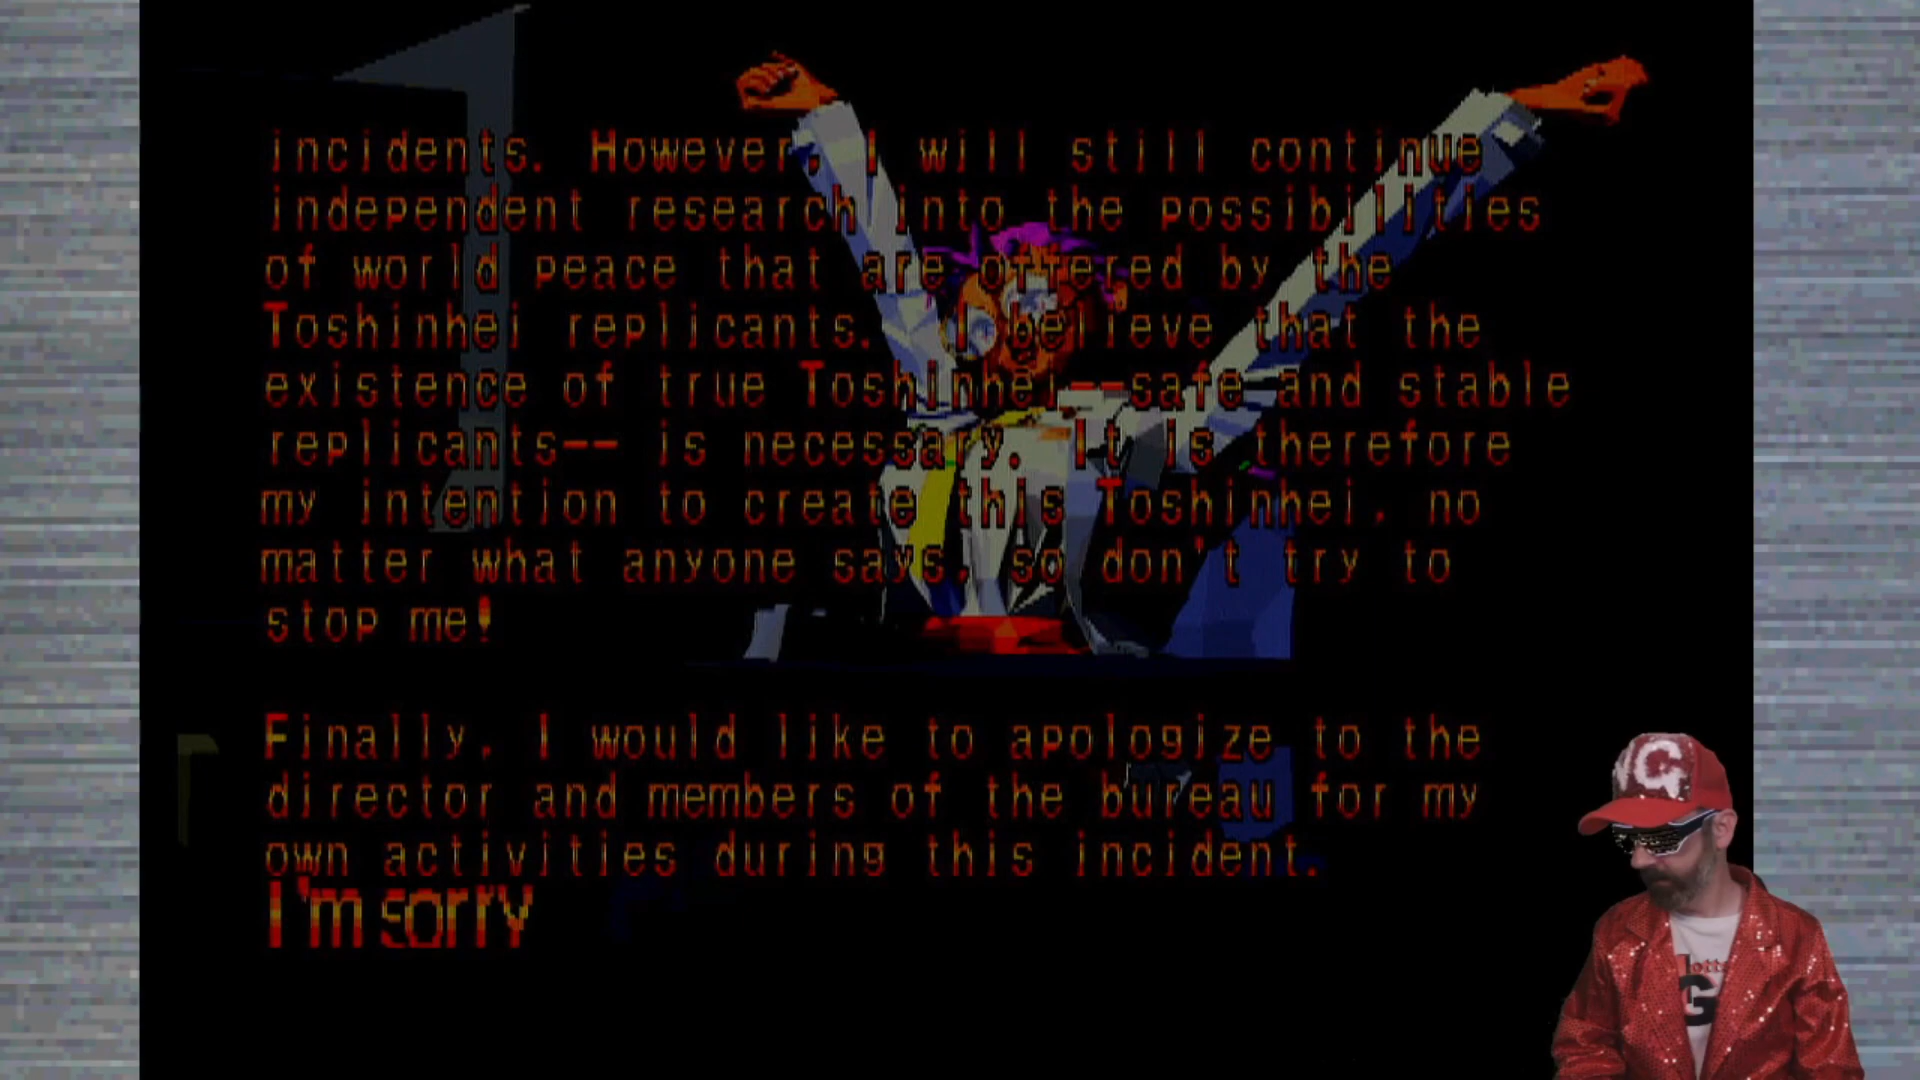 incidents. However, I will still continue
independent research into the possibilities
of world peace that are offered by the
Toshinhei replicants. I believe that the
existence of true Toshinhei--safe and stable
replicants-- is necessary. It is therefore
my intention to create this Toshinhei, no
matter what anyone says, so don't try to
stop me!
Finally, I would like to apologize to the
director and members of the bureau for my
own activities during this incident.
I'm sorry
G
G